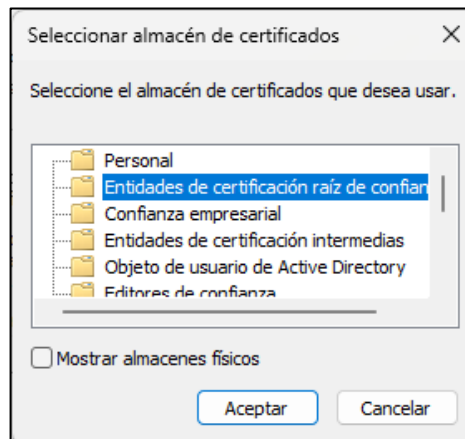 Seleccionar almacén de certificados
Seleccione el almacén de certificados que desea usar.
Personal
Entidades de certificación raíz de confian
Confianza empresarial
Entidades de certificación intermedias
Objeto de usuario de Active Directory
Editores de confianza
Mostrar almacenes físicos
Aceptar Cancelar